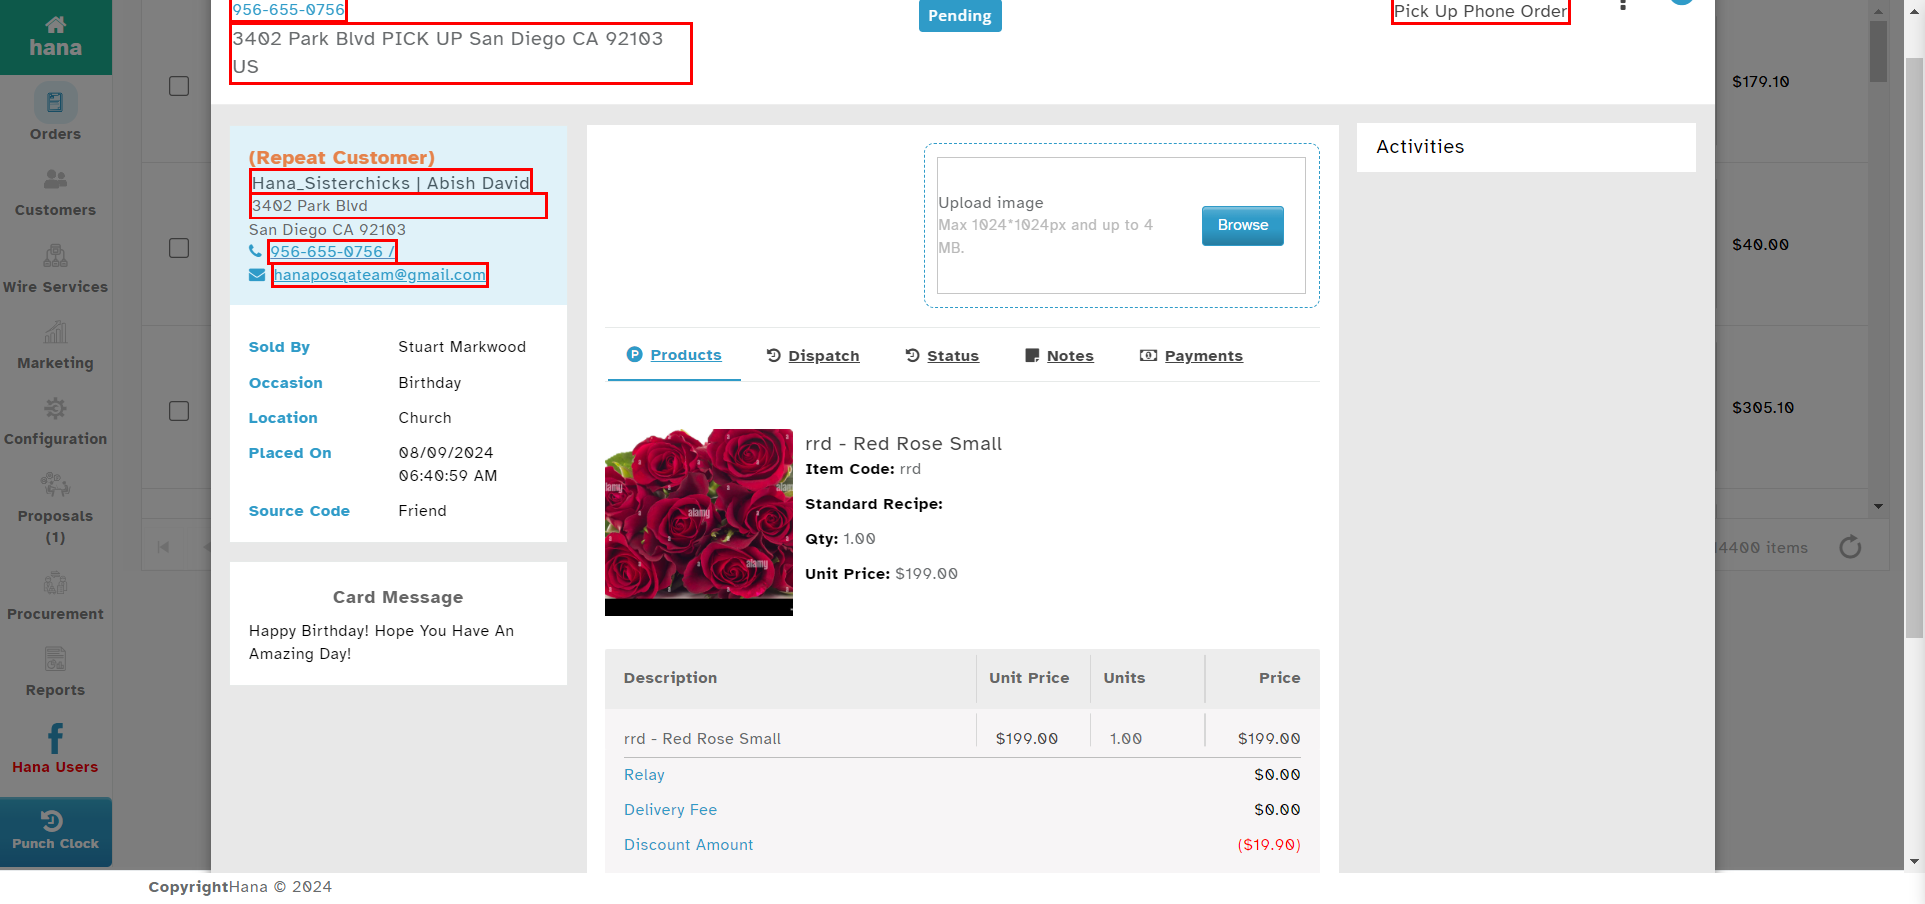 hana
Orders
Customers
Wire Services
Marketing
Configuration
Proposals
(1)
Procurement
Reports
Hana Users
Punch Clock
956-655-0756
3402 Park Blvd PICK UP San Diego CA 92103
US
Pending
Pick Up Phone Order
(Repeat Customer)
Hana_Sisterchicks | Abish David
3402 Park Blvd
San Diego CA 92103
956-655-0756 /
hanaposqateam@gmail.com
Sold By Stuart Markwood
Occasion Birthday
Location Church
Placed On 08/09/2024
06:40:59 AM
Source Code Friend
Card Message
Happy Birthday! Hope You Have An
Amazing Day!
Upload image
Max 1024*1024px and up to 4
MB.
Browse
Products Dispatch Status Notes Payments
alamy
alamy
rrd - Red Rose Small
Item Code: rrd
Standard Recipe:
Qty: 1.00
Unit Price: $199.00
Description Unit Price Units Price
rrd - Red Rose Small $199.00 1.00 $199.00
Relay $0.00
Delivery Fee $0.00
Discount Amount ($19.90)
Activities
$179.10
$40.00
$305.10
14400 items
CopyrightHana © 2024